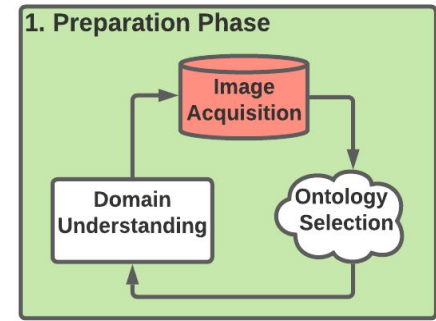 1. Preparation Phase
Image
Acquisition
Domain
Understanding
Ontology
Selection